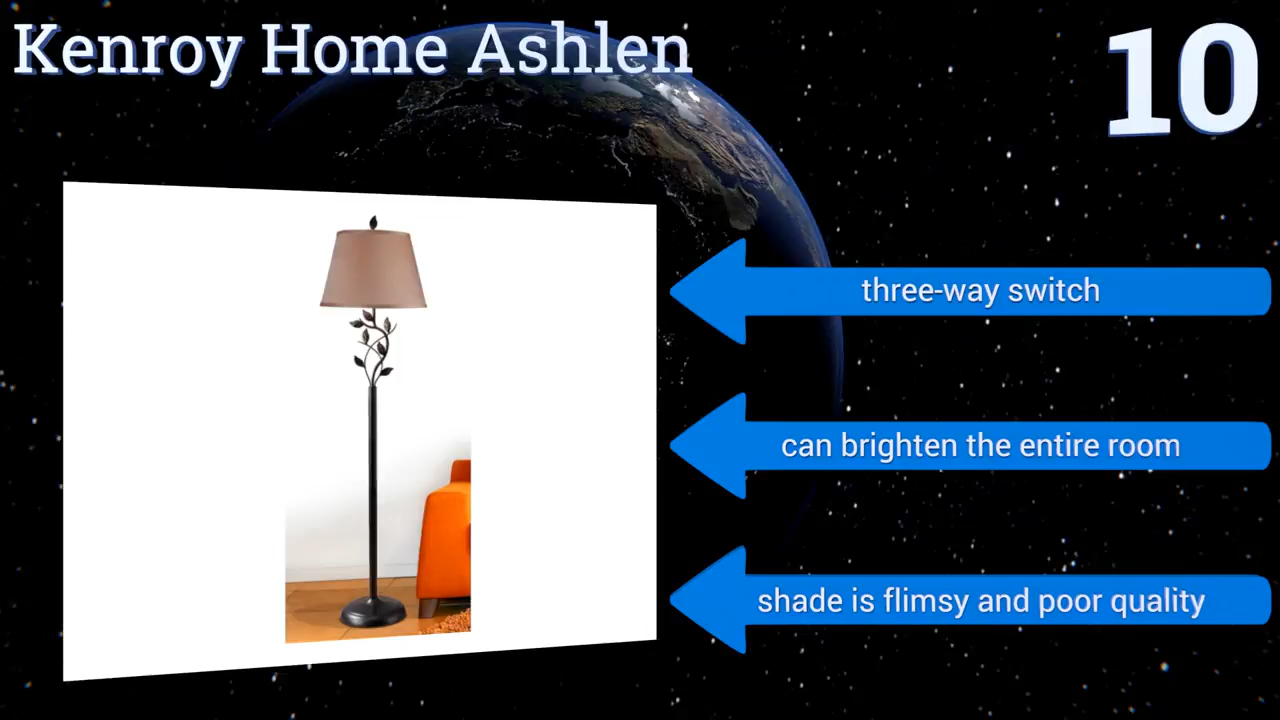 Kenroy Home Ashlen
10
three-way switch
can brighten the entire room
shade is flimsy and poor quality